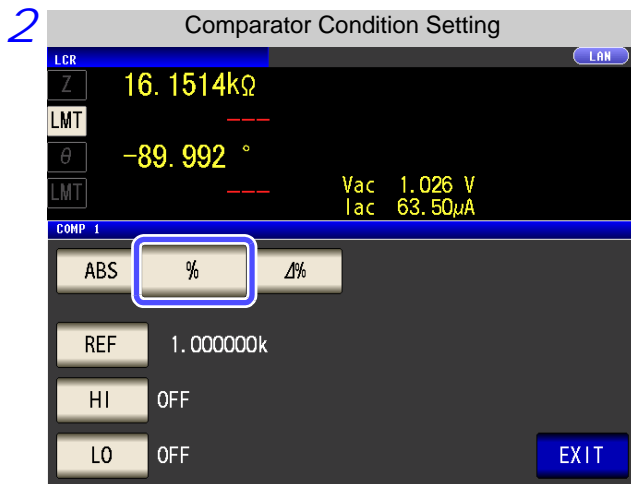 2 Comparator Condition Setting
LCR LAN
Z 16.1514kΩ
LMT ---
θ -89.992 °
LMT --- Vac 1.026 V
Iac 63.50μA
COMP 1
ABS % Δ%
REF 1.000000k
HI OFF
LO OFF EXIT